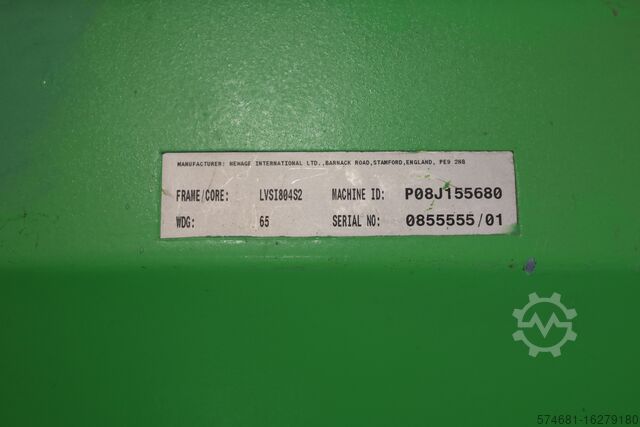 MANUFACTURER: NEWAGE INTERNATIONAL LTD.,BARNACK ROAD,STAMFORD,ENGLAND, PE9 2NB
FRAME/CORE: LVSI804S2 MACHINE ID: P08J155680
WDG: 65 SERIAL NO: 0855555/01
574681-16279180